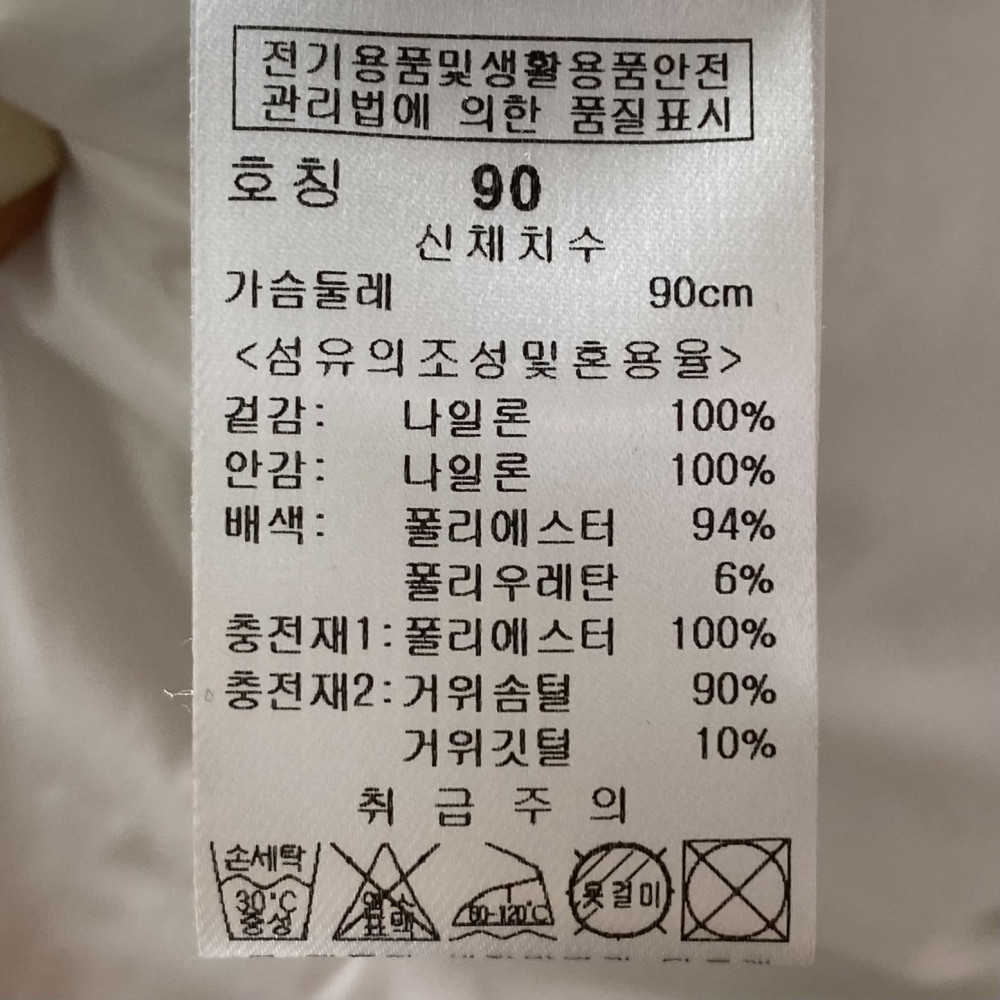 전기용품및생활용품안전
관리법에 의한 품질표시
호칭 90
신체치수
가슴둘레 90cm
<섬유의조성및혼용율>
겉감: 나일론 100%
안감: 나일론 100%
배색: 폴리에스터 94%
폴리우레탄 6%
충전재1: 폴리에스터 100%
충전재2: 거위솜털 90%
거위깃털 10%
취급주의
손세탁
30°C
중성
염소
표백
80-120°C
옷걸이